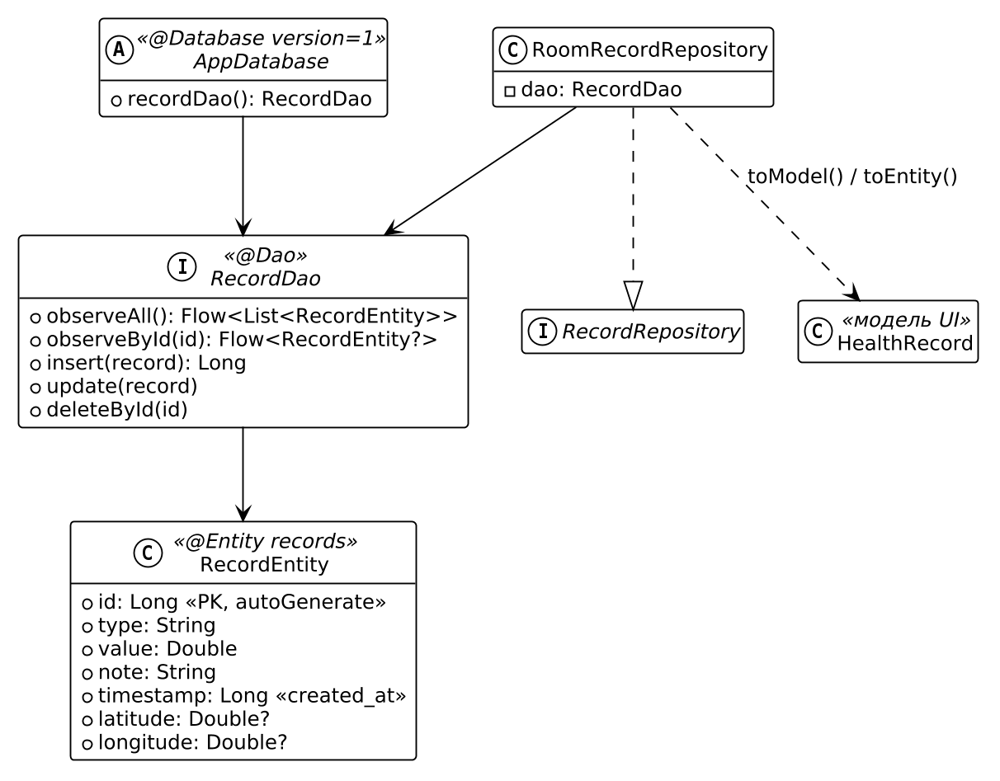 A «@Database version=1»
AppDatabase
recordDao(): RecordDao
C RoomRecordRepository
dao: RecordDao
toModel() / toEntity()
I «@Dao»
RecordDao
observeAll(): Flow<List<RecordEntity>>
observeById(id): Flow<RecordEntity?>
insert(record): Long
update(record)
deleteById(id)
I RecordRepository
C «модель UI»
HealthRecord
C «@Entity records»
RecordEntity
id: Long «PK, autoGenerate»
type: String
value: Double
note: String
timestamp: Long «created_at»
latitude: Double?
longitude: Double?